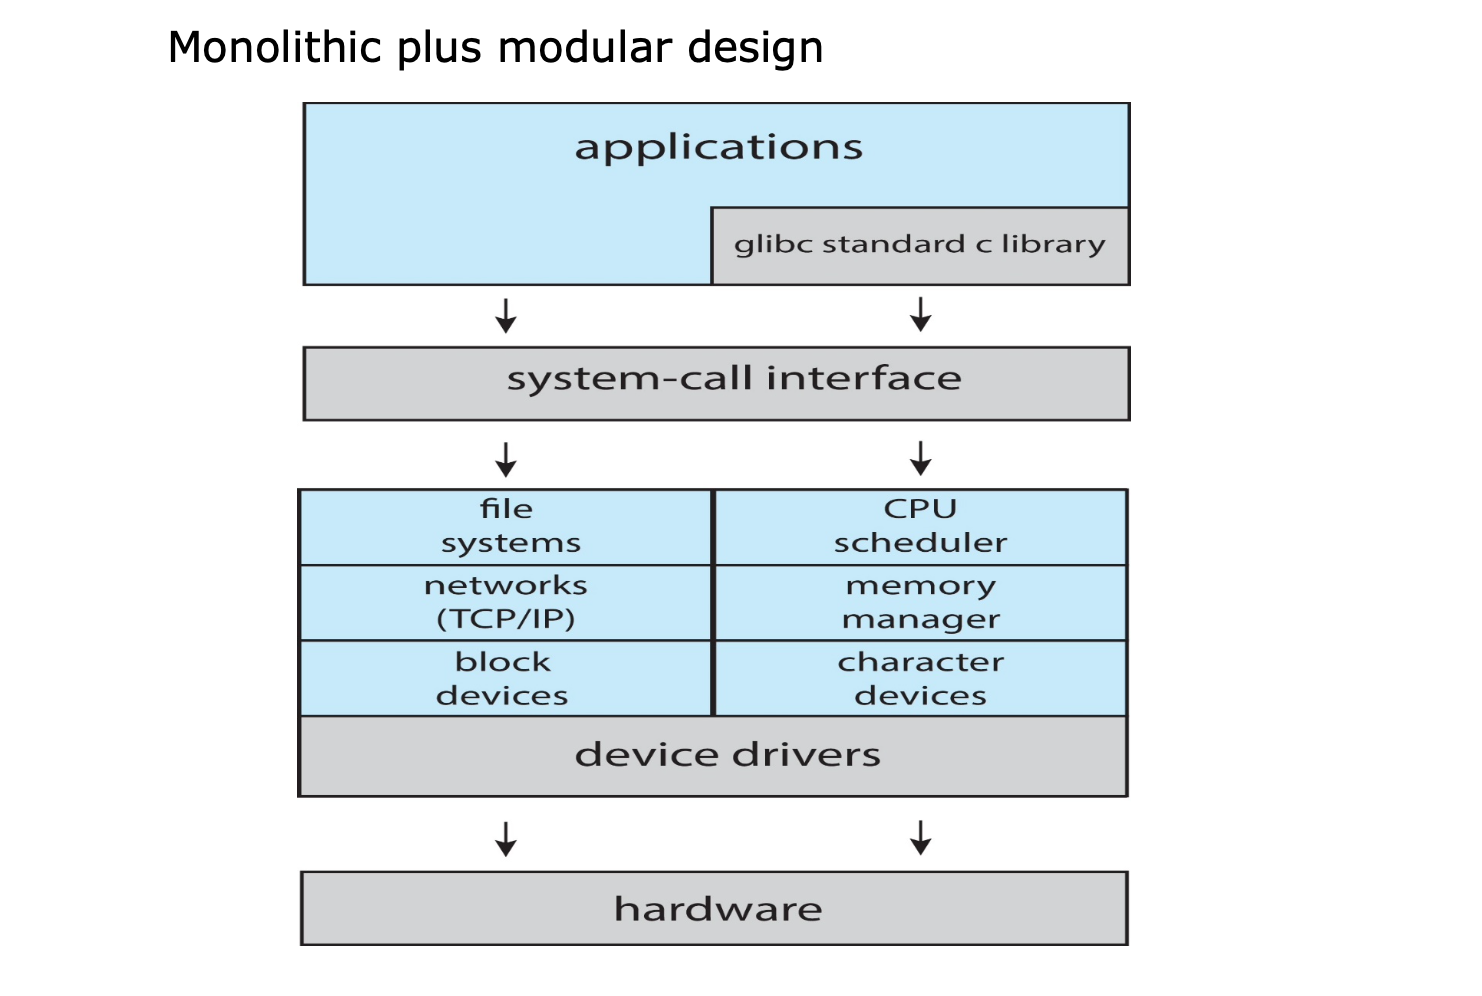 Monolithic plus modular design
applications
glibc standard c library
system-call interface
file
systems
CPU
scheduler
networks
(TCP/IP)
memory
manager
block
devices
character
devices
device drivers
hardware